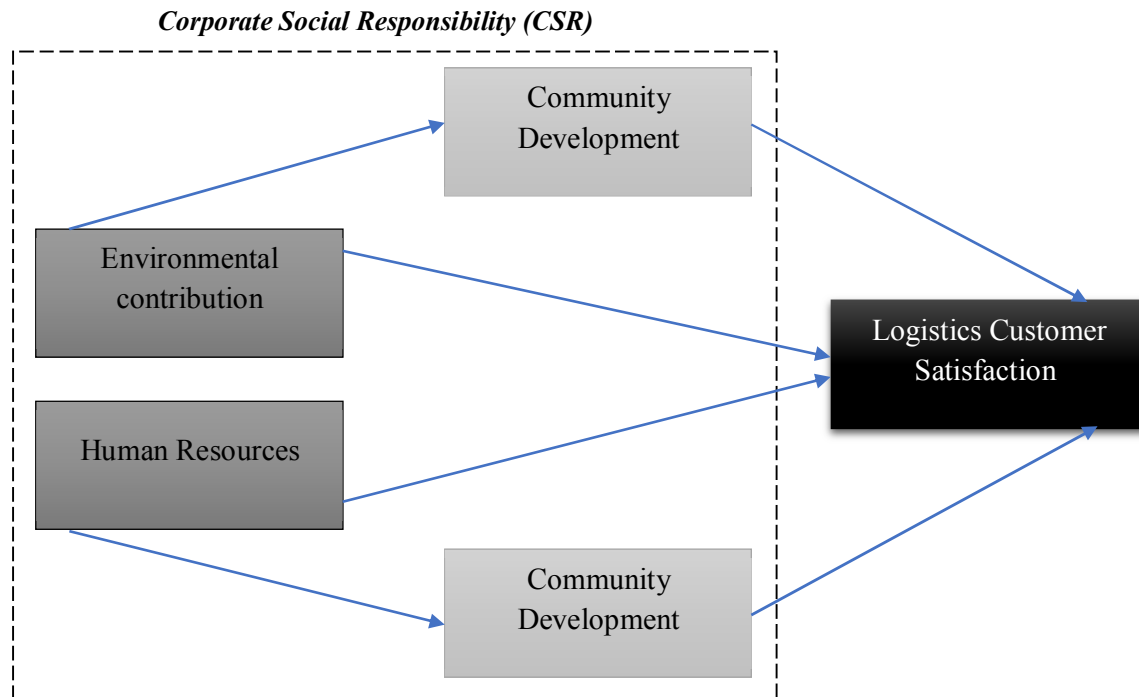 Corporate Social Responsibility (CSR)
Community
Development
Environmental
contribution
Logistics Customer
Satisfaction
Human Resources
Community
Development